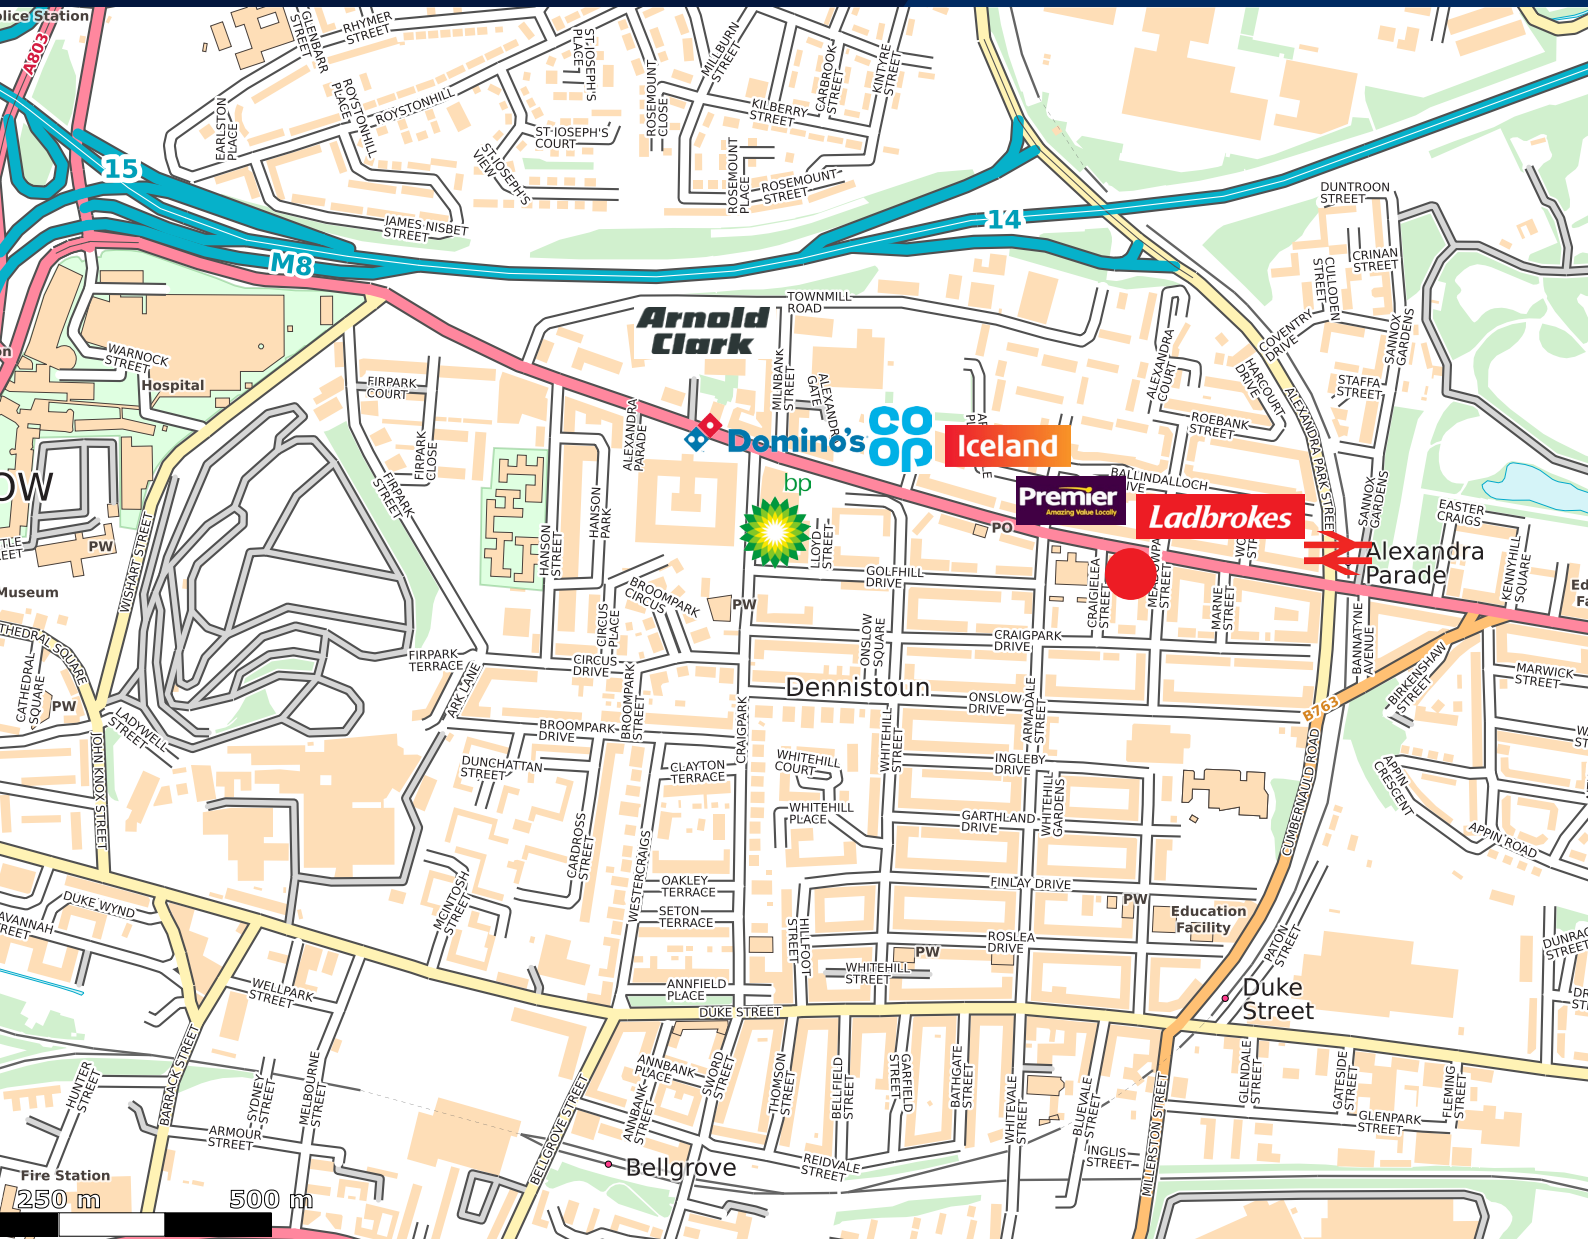 olice Station
A803
RHYMER
STREET
GLENBARR
STREET
ROYSTONHILL
PLACE
ROYSTONHILL
EARLSTON
PLACE
ST·JOSEPH'S
PLACE
ST·JOSEPH'S
COURT
ST·JOSEPH'S
VIEW
ROSEMOUNT
CLOSE
MILLBURN
STREET
KILBERRY
STREET
CARBROOK
STREET
KINTYRE
STREET
ROSEMOUNT
PLACE
ROSEMOUNT
STREET
JAMES·NISBET
STREET
15
M8
14
DUNTROON
STREET
CRINAN
STREET
CULLODEN
STREET
COVENTRY
DRIVE
SANNOX
GARDENS
HARCOURT
DRIVE
STAFFA
STREET
ALEXANDRA PARK STREET
ROEBANK
STREET
ALEXANDRA
COURT
TOWNMILL
ROAD
Arnold
Clark
MILNBANK
STREET
ALEXANDRA
GATE
WARNOCK
STREET
Hospital
FIRPARK
COURT
FIRPARK
CLOSE
FIRPARK
STREET
ALEXANDRA
PARADE
Domino's
CO
OP
Iceland
BALLINDALLOCH
Premier
Amazing Value Locally
Ladbrokes
bp
PO
SANNOX
GARDENS
EASTER
CRAIGS
Alexandra
Parade
KENNYHILL
SQUARE
Ed
OW
PW
WISHART STREET
Museum
HANSON
STREET
HANSON
PARK
LLOYD
STREET
GOLFHILL
DRIVE
BROOMPARK
CIRCUS
CIRCUS
PLACE
PW
CRAIGIELEA
STREET
STREET
MARNE
STREET
BANNATYNE
AVENUE
CATHEDRAL
SQUARE
PW
FIRPARK
TERRACE
ARK LANE
CIRCUS
DRIVE
BROOMPARK
STREET
ONSLOW
SQUARE
CRAIGPARK
DRIVE
Dennistoun
ONSLOW
DRIVE
ARMADALE
STREET
BIRKENSHAW
STREET
B763
MARWICK
STREET
LADYWELL
STREET
JOHN KNOX STREET
BROOMPARK
DRIVE
DUNCHATTAN
STREET
CLAYTON
TERRACE
CRAIGPARK
WHITEHILL
COURT
WHITEHILL
STREET
INGLEBY
DRIVE
WHITEHILL
PLACE
WHITEHILL
GARDENS
GARTHLAND
DRIVE
CUMBERNAULD ROAD
APPIN
CRESCENT
APPIN ROAD
CARDROSS
STREET
WESTERCRAIGS
MCINTOSH
STREET
OAKLEY
TERRACE
SETON
TERRACE
FINLAY DRIVE
PW
Education
Facility
DUKE WYND
HILLFOOT
STREET
ROSLEA
DRIVE
PW
WHITEHILL
STREET
PATON
STREET
WELLPARK
STREET
ANNFIELD
PLACE
DUKE STREET
Duke
Street
BARRACK STREET
HUNTER
STREET
SYDNEY
STREET
MELBOURNE
STREET
ARMOUR
STREET
BELLGROVE STREET
ANNBANK
PLACE
ANNBANK
STREET
SWORD
STREET
THOMSON
STREET
BELLFIELD
STREET
GARFIELD
STREET
BATHGATE
STREET
WHITEVALE
STREET
BLUEVALE
STREET
INGLIS
STREET
MILLERSTON STREET
GLENDALE
STREET
GATESIDE
STREET
FLEMING
STREET
GLENPARK
STREET
Bellgrove
REIDVALE
STREET
Fire Station
250 m
500 m